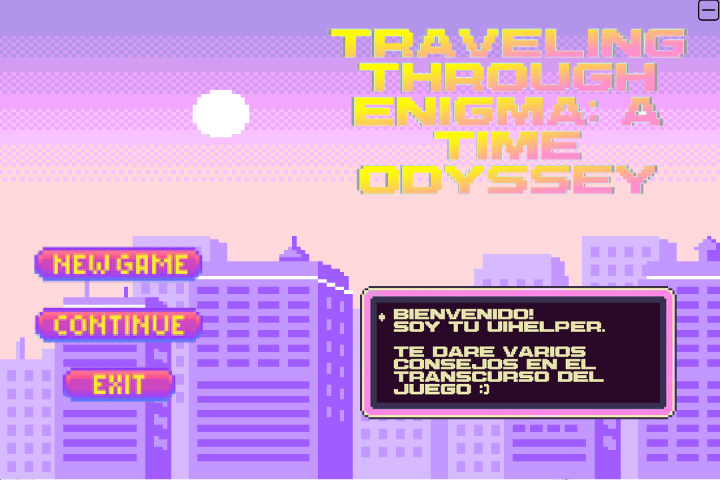 TRAVELING
THROUGH
ENIGMA: A
TIME
ODYSSEY
NEW GAME
CONTINUE
EXIT
* BIENVENIDO!
SOY TU UIHELPER.
TE DARE VARIOS
CONSEJOS EN EL
TRANSCURSO DEL
JUEGO :)